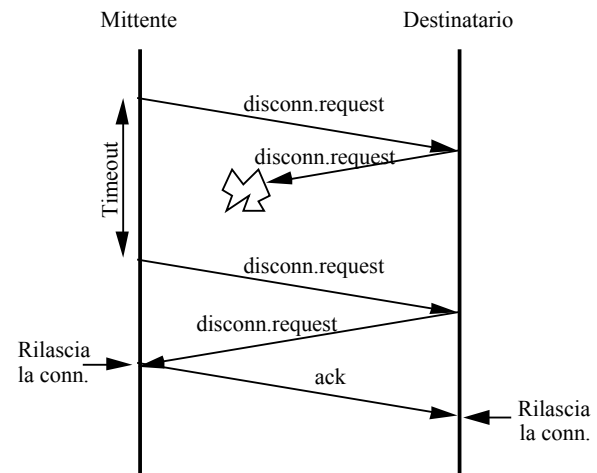 Mittente
Destinatario
disconn.request
disconn.request
Timeout
disconn.request
disconn.request
Rilascia
la conn.
ack
Rilascia
la conn.